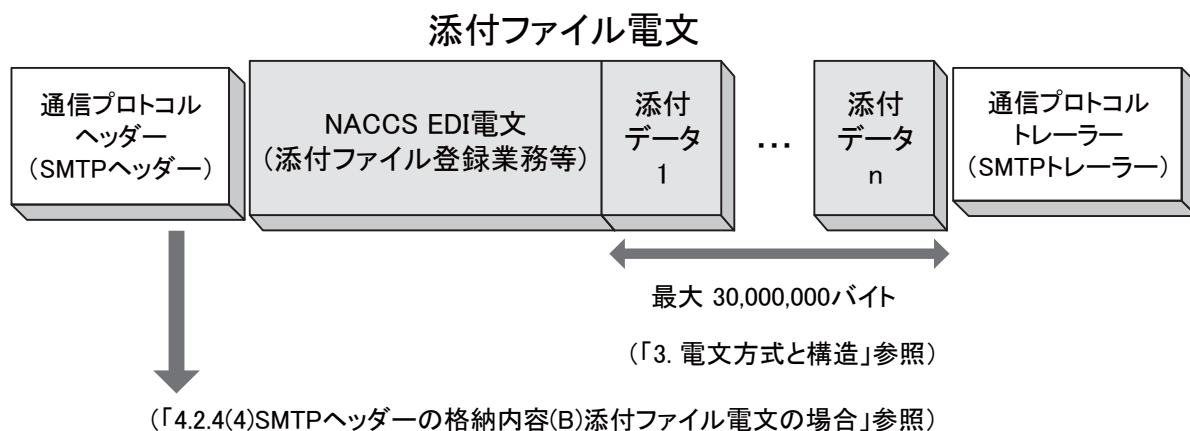 添付ファイル電文
通信プロトコル
ヘッダー
(SMTPヘッダー)
NACCS EDI電文
(添付ファイル登録業務等)
添付
データ
1
…
添付
データ
n
通信プロトコル
トレーラー
(SMTPトレーラー)
最大 30,000,000バイト
(「3. 電文方式と構造」参照)
(「4.2.4(4)SMTPヘッダーの格納内容(B)添付ファイル電文の場合」参照)